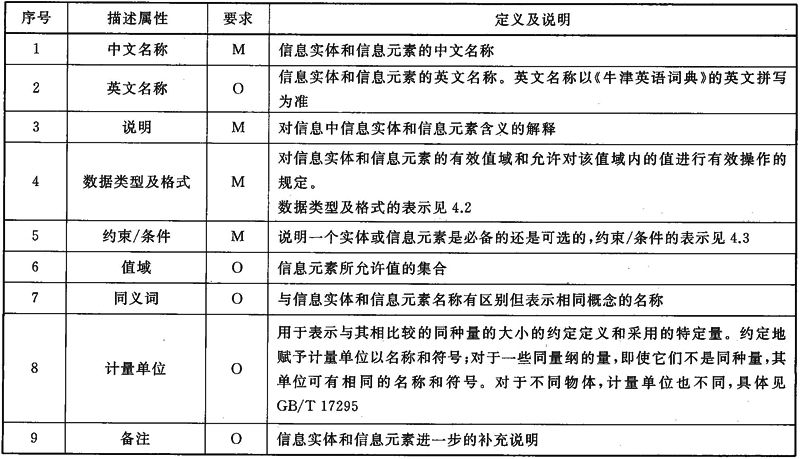 序号 描述属性 要求 定义及说明
1 中文名称 M 信息实体和信息元素的中文名称
2 英文名称 O 信息实体和信息元素的英文名称。英文名称以《牛津英语词典》的英文拼写
为准
3 说明 M 对信息中信息实体和信息元素含义的解释
4 数据类型及格式 M 对信息实体和信息元素的有效值域和允许对该值域内的值进行有效操作的
规定。
数据类型及格式的表示见 4.2
5 约束/条件 M 说明一个实体或信息元素是必备的还是可选的,约束/条件的表示见 4.3
6 值域 O 信息元素所允许值的集合
7 同义词 O 与信息实体和信息元素名称有区别但表示相同概念的名称
8 计量单位 O 用于表示与其相比较的同种量的大小的约定定义和采用的特定量。约定地
赋予计量单位以名称和符号;对于一些同量纲的量,即使它们不是同种量,其
单位可有相同的名称和符号。对于不同物体,计量单位也不同,具体见
GB/T 17295
9 备注 O 信息实体和信息元素进一步的补充说明